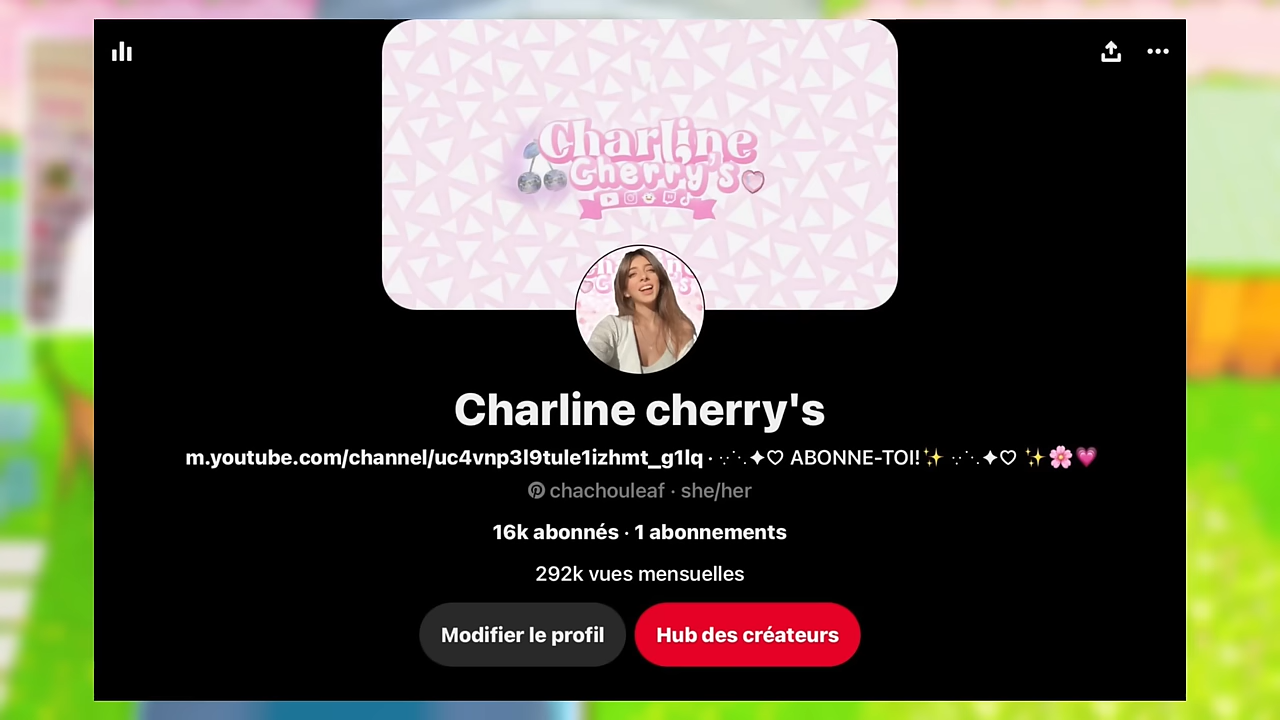 Charline
Cherry's
Charline cherry's
m.youtube.com/channel/uc4vnp3l9tule1izhmt_g1lq · ·.·˙·.✦♡ ABONNE-TOI!✨ ·.·˙·.✦♡ ✨🌸💗
chachouleaf · she/her
16k abonnés · 1 abonnements
292k vues mensuelles
Modifier le profil
Hub des créateurs